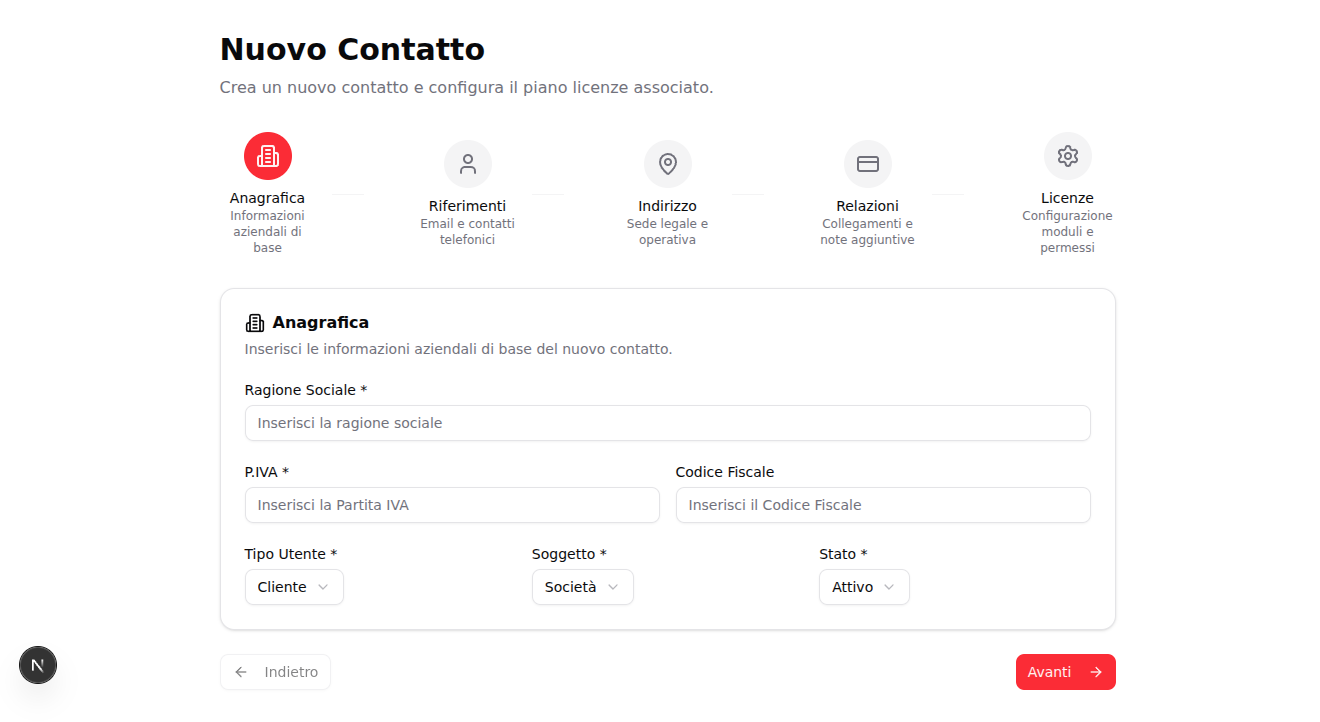 Nuovo Contatto
Crea un nuovo contatto e configura il piano licenze associato.
Anagrafica
Informazioni
aziendali di
base
Riferimenti
Email e contatti
telefonici
Indirizzo
Sede legale e
operativa
Relazioni
Collegamenti e
note aggiuntive
Licenze
Configurazione
moduli e
permessi
Anagrafica
Inserisci le informazioni aziendali di base del nuovo contatto.
Ragione Sociale *
Inserisci la ragione sociale
P.IVA *
Codice Fiscale
Inserisci la Partita IVA
Inserisci il Codice Fiscale
Tipo Utente *
Soggetto *
Stato *
Cliente
Società
Attivo
N
Indietro
Avanti